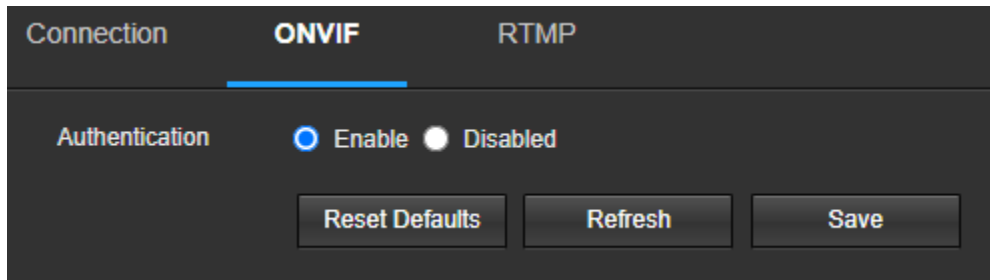 Connection ONVIF RTMP
Authentication Enable Disabled
Reset Defaults Refresh Save